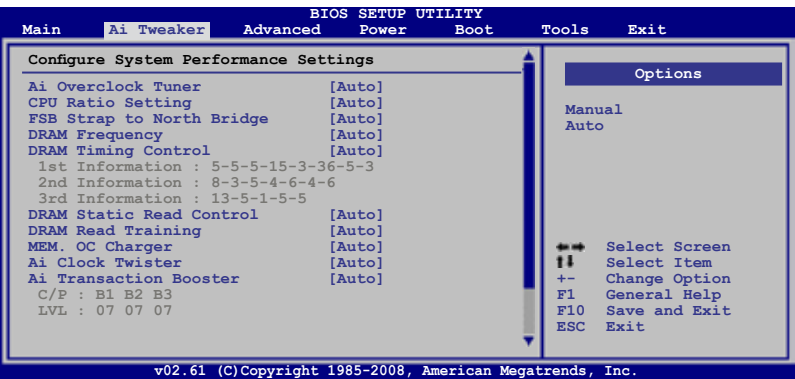 BIOS SETUP UTILITY
Main Ai Tweaker Advanced Power Boot Tools Exit
Configure System Performance Settings
Ai Overclock Tuner [Auto]
CPU Ratio Setting [Auto]
FSB Strap to North Bridge [Auto]
DRAM Frequency [Auto]
DRAM Timing Control [Auto]
1st Information : 5-5-5-15-3-36-5-3
2nd Information : 8-3-5-4-6-4-6
3rd Information : 13-5-1-5-5
DRAM Static Read Control [Auto]
DRAM Read Training [Auto]
MEM. OC Charger [Auto]
Ai Clock Twister [Auto]
Ai Transaction Booster [Auto]
C/P : B1 B2 B3
LVL : 07 07 07
Options
Manual
Auto
Select Screen
Select Item
+- Change Option
F1 General Help
F10 Save and Exit
ESC Exit
v02.61 (C)Copyright 1985-2008, American Megatrends, Inc.